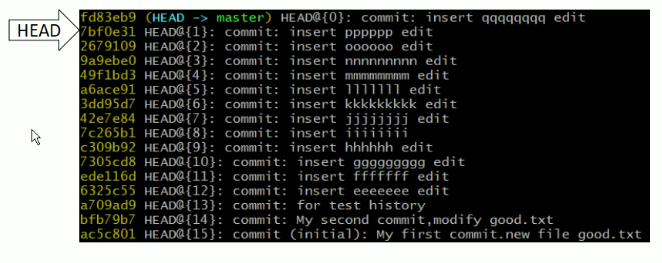 HEAD
fd83eb9 (HEAD -> master) HEAD@{0}: commit: insert qqqqqqqq edit
7bf0e31 HEAD@{1}: commit: insert pppppp edit
2679109 HEAD@{2}: commit: insert oooooo edit
9a9ebe0 HEAD@{3}: commit: insert nnnnnnnnn edit
49f1bd3 HEAD@{4}: commit: insert mmmmmmmmm edit
a6ace91 HEAD@{5}: commit: insert lllllll edit
3dd95d7 HEAD@{6}: commit: insert kkkkkkkkk edit
42e7e84 HEAD@{7}: commit: insert jjjjjjjj edit
7c265b1 HEAD@{8}: commit: insert iiiiiiii
c309b92 HEAD@{9}: commit: insert hhhhhh edit
7305cd8 HEAD@{10}: commit: insert ggggggggg edit
ede116d HEAD@{11}: commit: insert fffffff edit
6325c55 HEAD@{12}: commit: insert eeeeeee edit
a709ad9 HEAD@{13}: commit: for test history
bfb79b7 HEAD@{14}: commit: My second commit,modify good.txt
ac5c801 HEAD@{15}: commit (initial): My first commit.new file good.txt